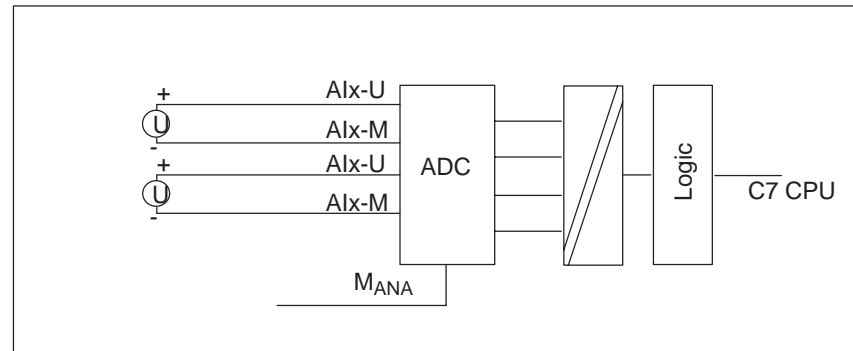 +
AIx-U
U
AIx-M
-
+
AIx-U
U
AIx-M
-
ADC
Logic
C7 CPU
MANA